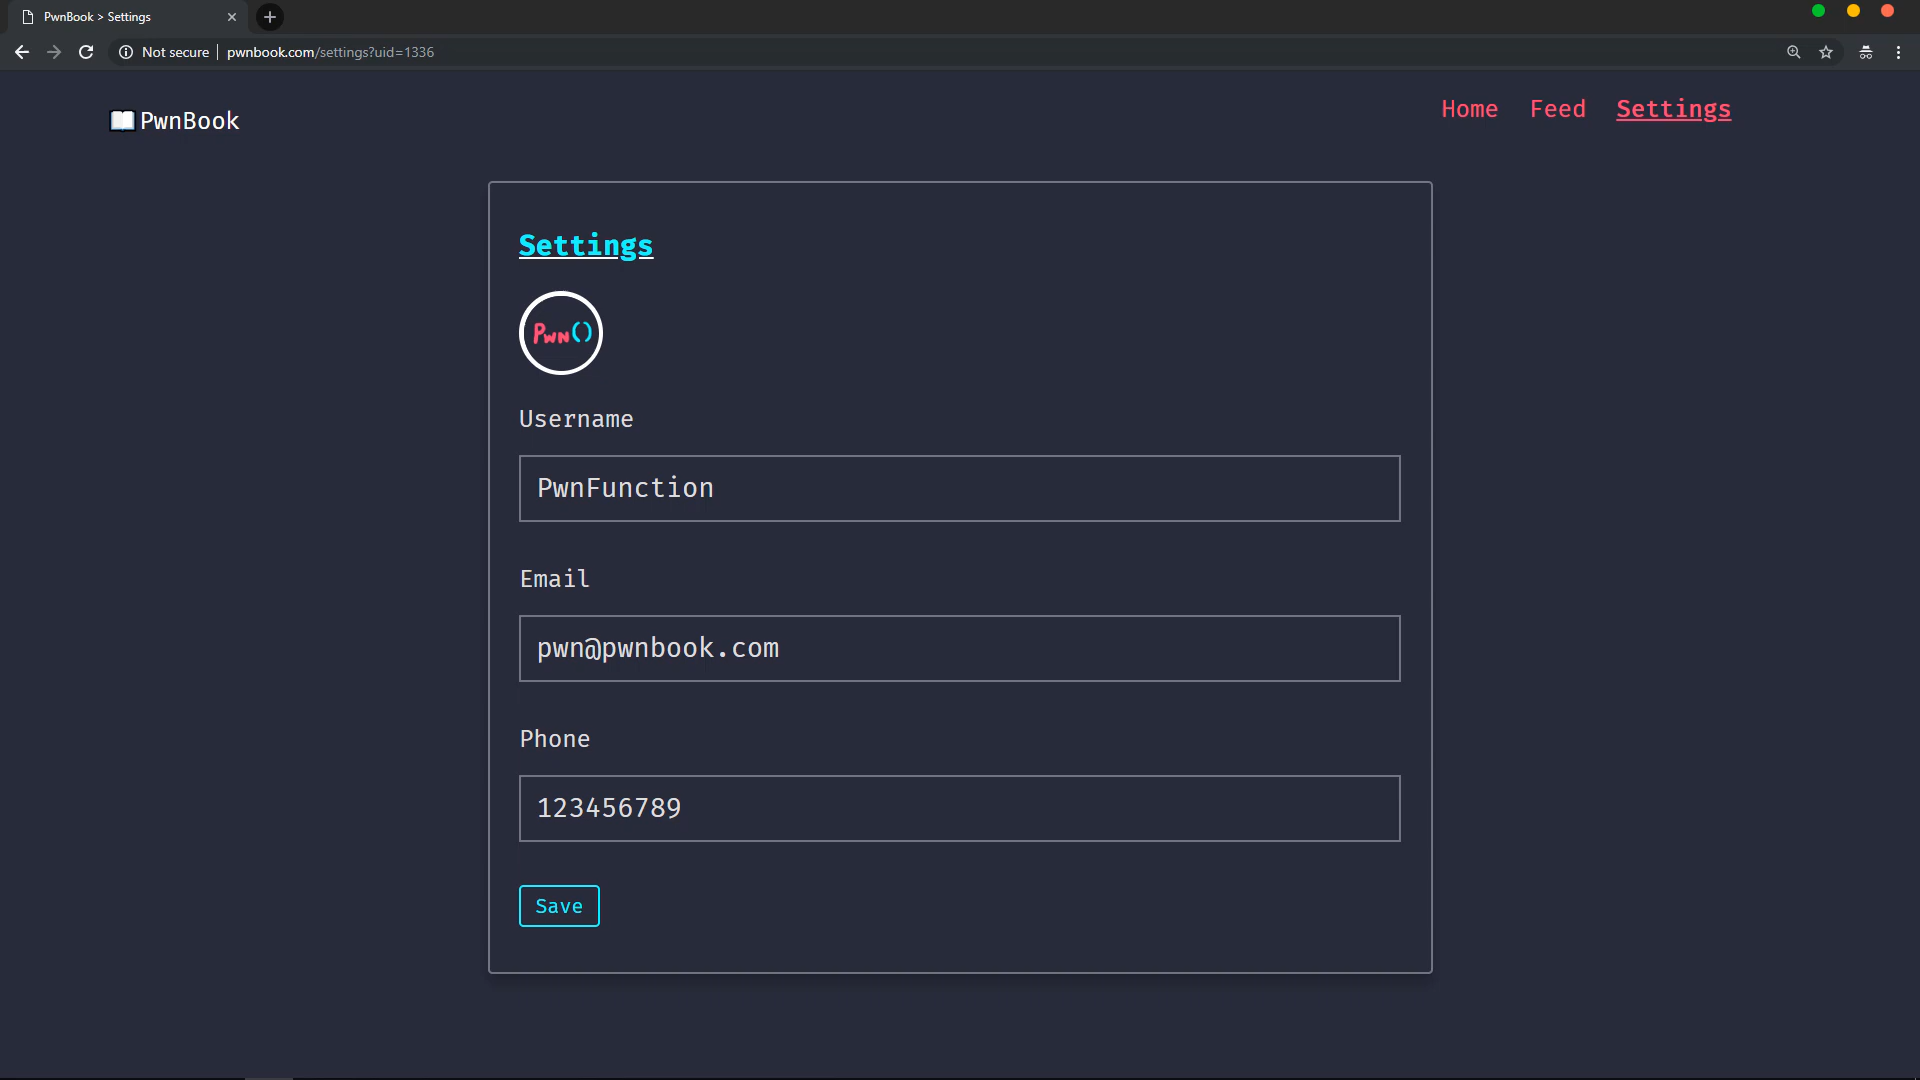 PwnBook > Settings
Not secure | pwnbook.com/settings?uid=1336
PwnBook
Home Feed Settings
Settings
Pwn()
Username
PwnFunction
Email
pwn@pwnbook.com
Phone
123456789
Save